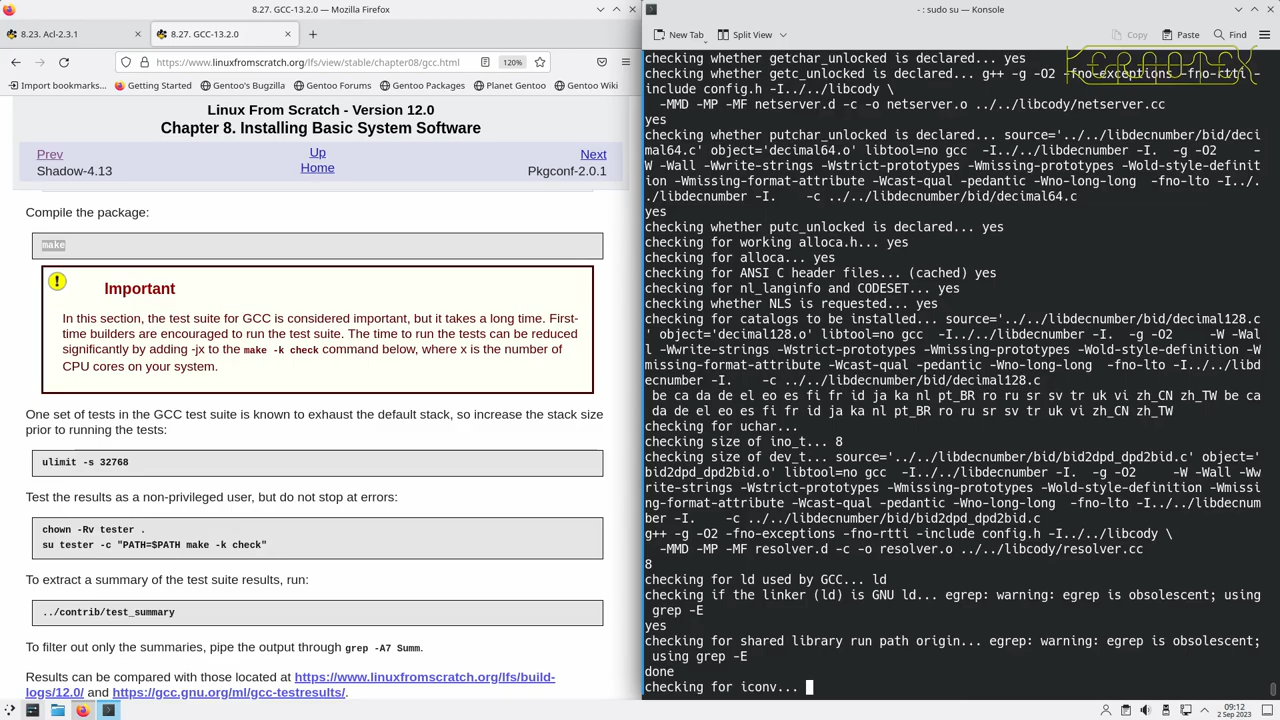 8.27. GCC-13.2.0 — Mozilla Firefox
8.23. Acl-2.3.1
8.27. GCC-13.2.0
https://www.linuxfromscratch.org/lfs/view/stable/chapter08/gcc.html
120%
Import bookmarks...
Getting Started
Gentoo's Bugzilla
Gentoo Forums
Gentoo Packages
Planet Gentoo
Gentoo Wiki
Linux From Scratch - Version 12.0
Chapter 8. Installing Basic System Software
Prev
Up
Next
Shadow-4.13
Home
Pkgconf-2.0.1
Compile the package:
make
Important
In this section, the test suite for GCC is considered important, but it takes a long time. First-
time builders are encouraged to run the test suite. The time to run the tests can be reduced
significantly by adding -jx to the make -k check command below, where x is the number of
CPU cores on your system.
One set of tests in the GCC test suite is known to exhaust the default stack, so increase the stack size
prior to running the tests:
ulimit -s 32768
Test the results as a non-privileged user, but do not stop at errors:
chown -Rv tester .
su tester -c "PATH=$PATH make -k check"
To extract a summary of the test suite results, run:
../contrib/test_summary
To filter out only the summaries, pipe the output through grep -A7 Summ.
Results can be compared with those located at https://www.linuxfromscratch.org/lfs/build-
logs/12.0/ and https://gcc.gnu.org/ml/gcc-testresults/.
- : sudo su — Konsole
New Tab
Split View
Copy
Paste
Find
KERNOTEX
checking whether getchar_unlocked is declared... yes
checking whether getc_unlocked is declared... g++ -g -O2 -fno-exceptions -fno-rtti -
include config.h -I../../libcody \
-MMD -MP -MF netserver.d -c -o netserver.o ../../libcody/netserver.cc
yes
checking whether putchar_unlocked is declared... source='../../libdecnumber/bid/deci
mal64.c' object='decimal64.o' libtool=no gcc -I../../libdecnumber -I. -g -O2 -
W -Wall -Wwrite-strings -Wstrict-prototypes -Wmissing-prototypes -Wold-style-definit
ion -Wmissing-format-attribute -Wcast-qual -pedantic -Wno-long-long -fno-lto -I../.
./libdecnumber -I. -c ../../libdecnumber/bid/decimal64.c
yes
checking whether putc_unlocked is declared... yes
checking for working alloca.h... yes
checking for alloca... yes
checking for ANSI C header files... (cached) yes
checking for nl_langinfo and CODESET... yes
checking whether NLS is requested... yes
checking for catalogs to be installed... source='../../libdecnumber/bid/decimal128.c
' object='decimal128.o' libtool=no gcc -I../../libdecnumber -I. -g -O2 -W -Wal
l -Wwrite-strings -Wstrict-prototypes -Wmissing-prototypes -Wold-style-definition -W
missing-format-attribute -Wcast-qual -pedantic -Wno-long-long -fno-lto -I../../libd
ecnumber -I. -c ../../libdecnumber/bid/decimal128.c
be ca da de el eo es fi fr id ja ka nl pt_BR ro ru sr sv tr uk vi zh_CN zh_TW be ca
da de el eo es fi fr id ja ka nl pt_BR ro ru sr sv tr uk vi zh_CN zh_TW
checking for uchar...
checking size of ino_t... 8
checking size of dev_t... source='../../libdecnumber/bid/bid2dpd_dpd2bid.c' object='
bid2dpd_dpd2bid.o' libtool=no gcc -I../../libdecnumber -I. -g -O2 -W -Wall -Ww
rite-strings -Wstrict-prototypes -Wmissing-prototypes -Wold-style-definition -Wmissi
ng-format-attribute -Wcast-qual -pedantic -Wno-long-long -fno-lto -I../../libdecnum
ber -I. -c ../../libdecnumber/bid/bid2dpd_dpd2bid.c
g++ -g -O2 -fno-exceptions -fno-rtti -include config.h -I../../libcody \
-MMD -MP -MF resolver.d -c -o resolver.o ../../libcody/resolver.cc
8
checking for ld used by GCC... ld
checking if the linker (ld) is GNU ld... egrep: warning: egrep is obsolescent; using
grep -E
yes
checking for shared library run path origin... egrep: warning: egrep is obsolescent;
using grep -E
done
checking for iconv...
09:12
2 Sep 2023